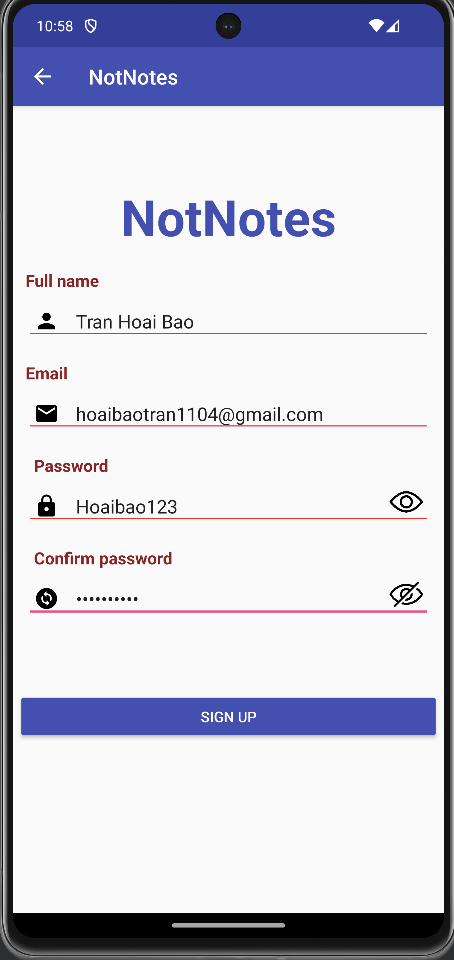 10:58
NotNotes
NotNotes
Full name
Tran Hoai Bao
Email
hoaibaotran1104@gmail.com
Password
Hoaibao123
Confirm password
••••••••••
SIGN UP